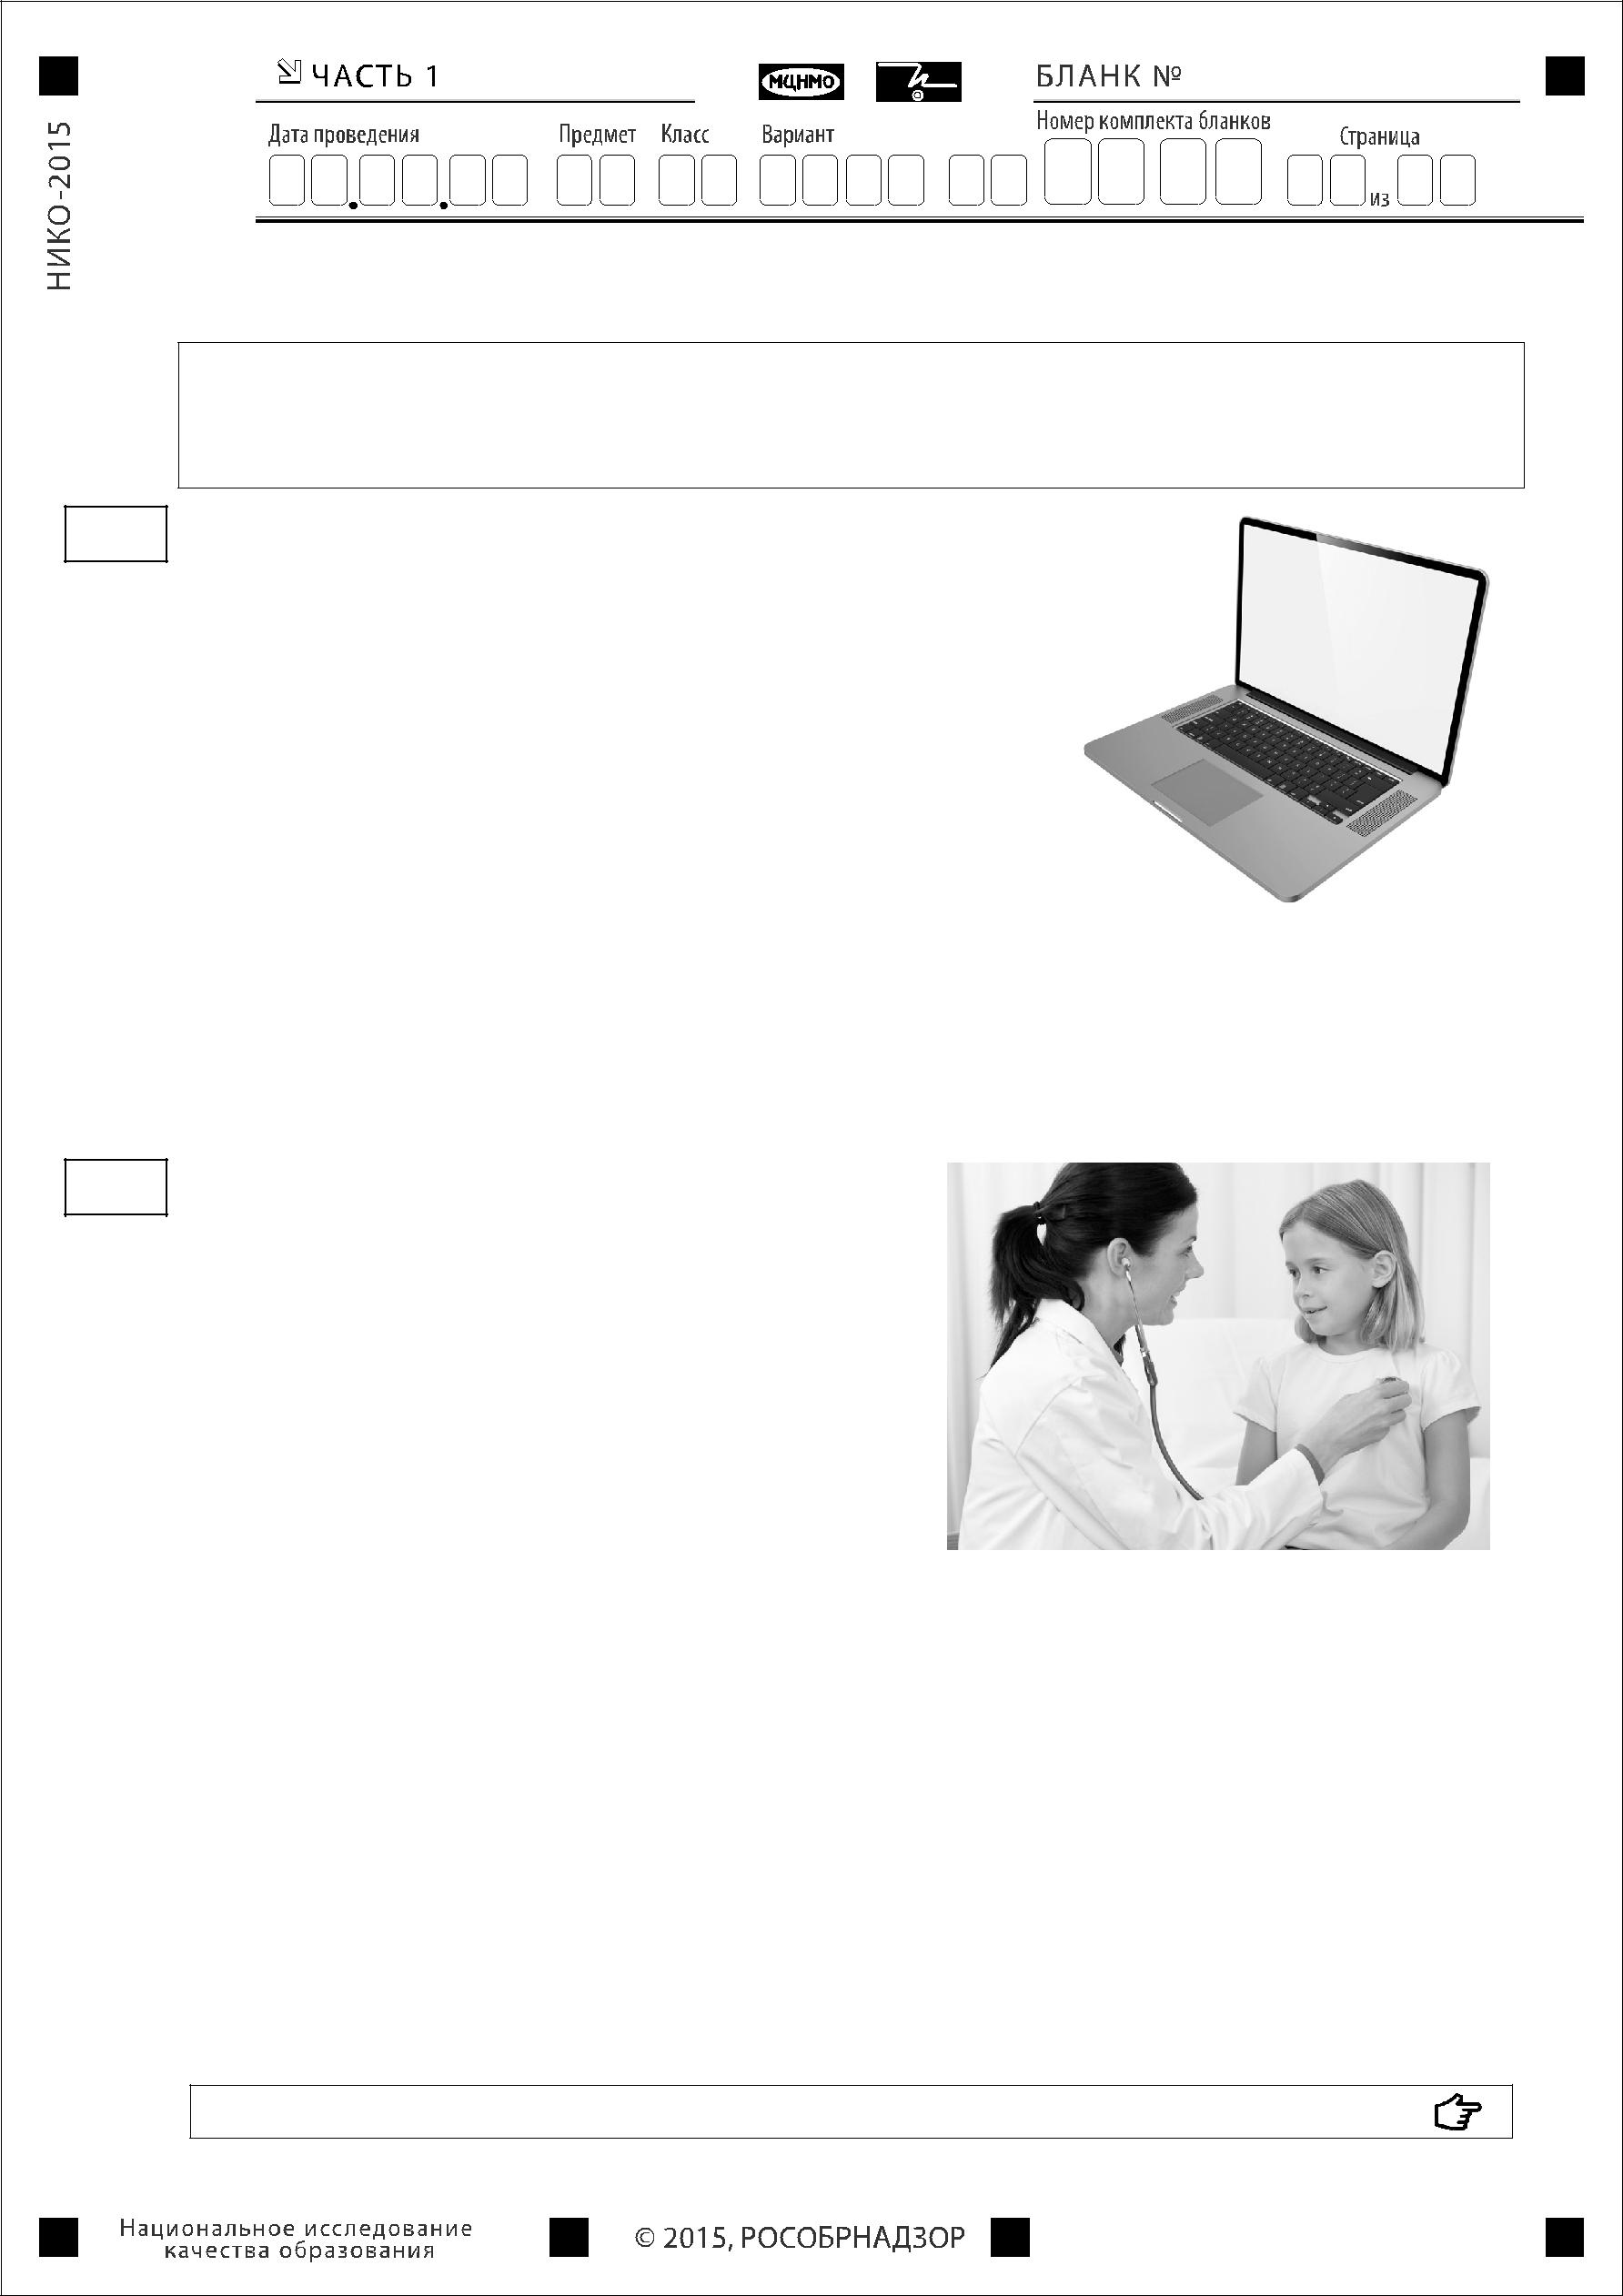 ЧАСТЬ 1
МЦНМО
БЛАНК №
Дата проведения
Предмет
Класс
Вариант
Номер комплекта бланков
Страница
из
НИКО-2015
Национальное исследование
качества образования
© 2015, РОСОБРНАДЗОР